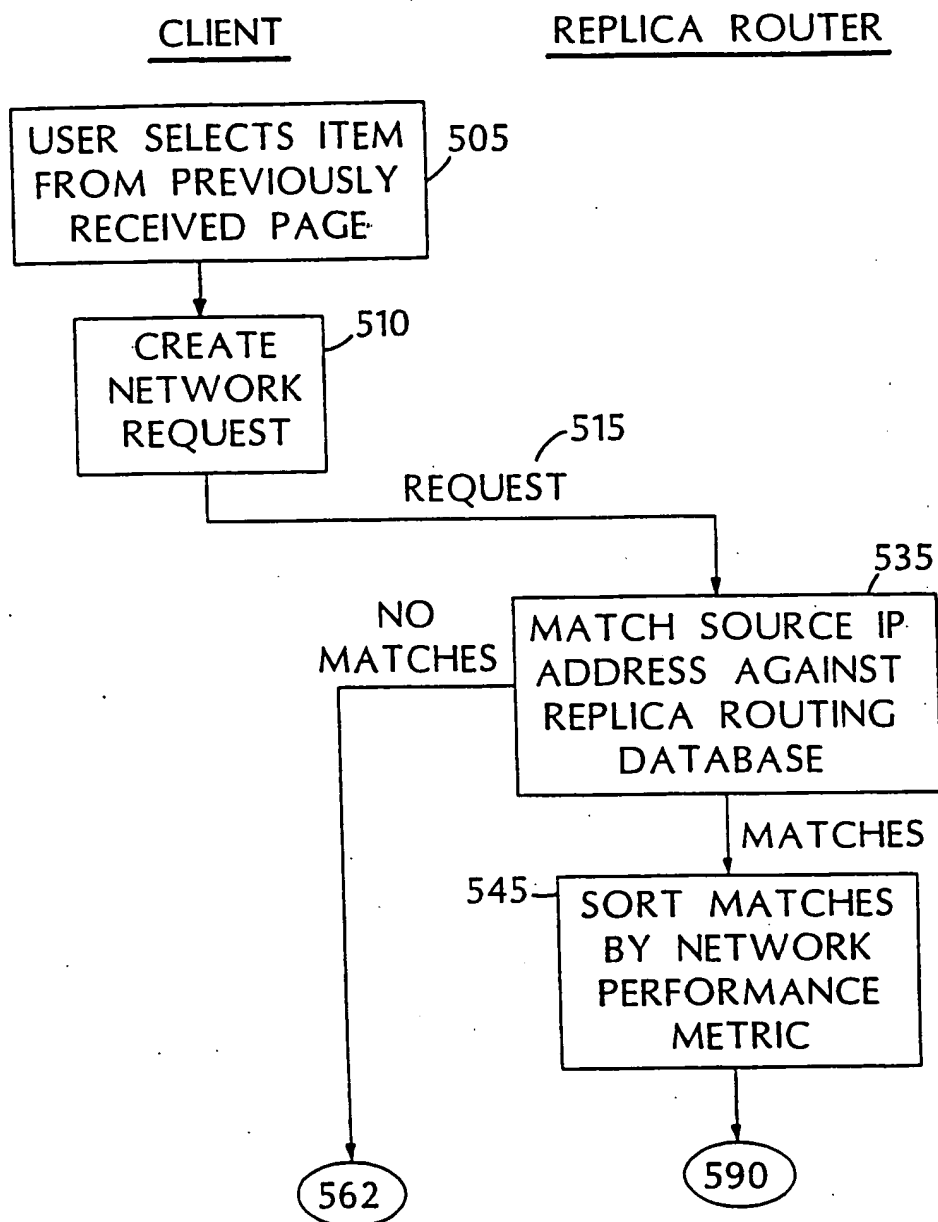 CLIENT
REPLICA ROUTER
USER SELECTS ITEM
FROM PREVIOUSLY
RECEIVED PAGE
505
CREATE
NETWORK
REQUEST
510
515
REQUEST
535
MATCH SOURCE IP
ADDRESS AGAINST
REPLICA ROUTING
DATABASE
NO
MATCHES
MATCHES
545
SORT MATCHES
BY NETWORK
PERFORMANCE
METRIC
562
590